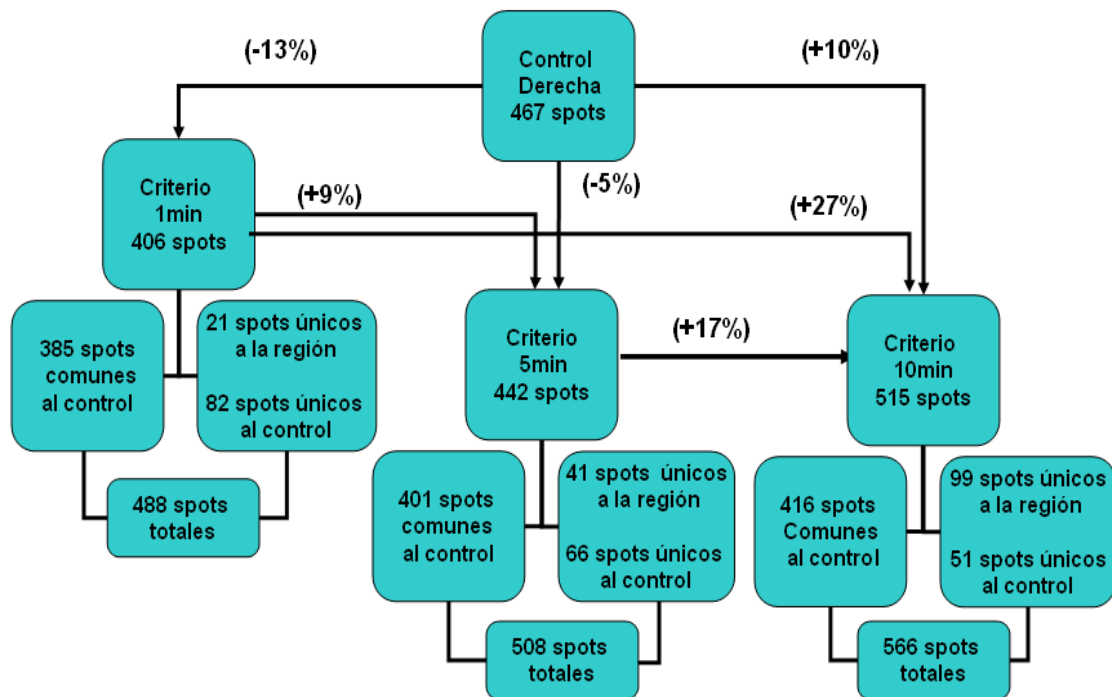 (-13%)
Control
Derecha
467 spots
(+10%)
Criterio
1min
406 spots
(+9%)
(-5%)
(+27%)
385 spots
comunes
al control
21 spots únicos
a la región
82 spots únicos
al control
488 spots
totales
Criterio
5min
442 spots
(+17%)
Criterio
10min
515 spots
401 spots
comunes
al control
41 spots únicos
a la región
66 spots únicos
al control
508 spots
totales
416 spots
Comunes
al control
99 spots únicos
a la región
51 spots únicos
al control
566 spots
totales